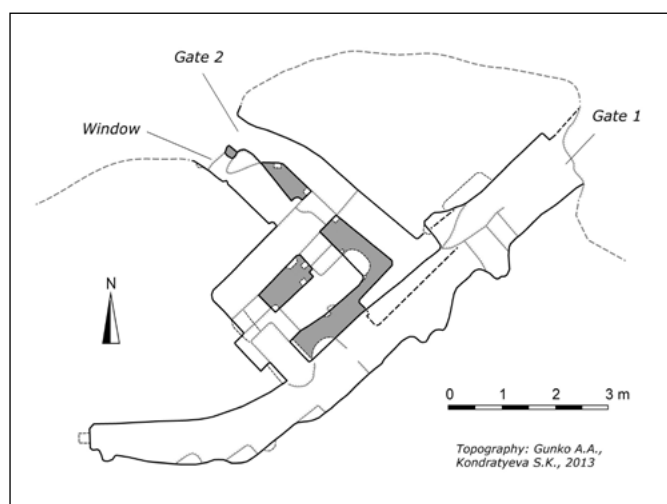 Gate 2
Gate 1
Window
N
0 1 2 3 m
Topography: Gunko A.A.,
Kondratyeva S.K., 2013